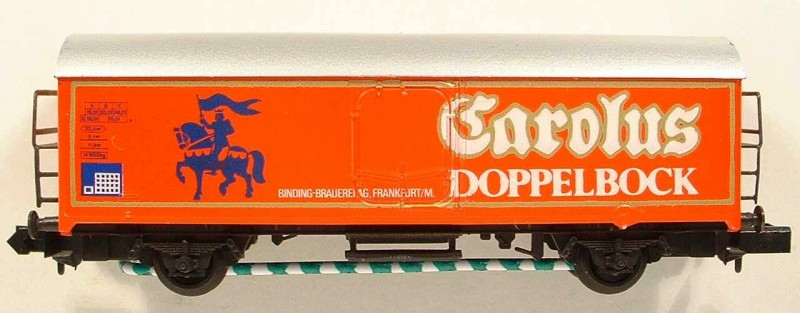 Carolus
DOPPELBOCK
BINDING-BRAUEREI AG, FRANKFURT/M.